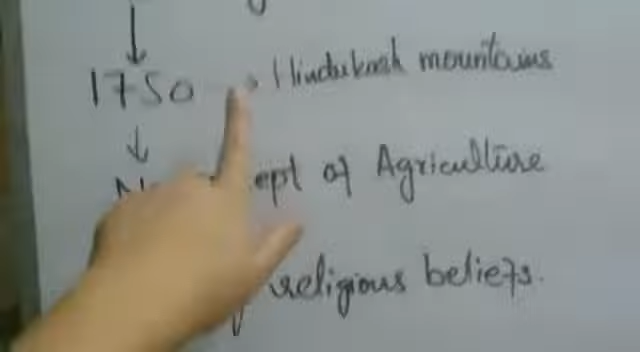 1750 → Hindukush mountains
of Agriculture
religious beliefs.